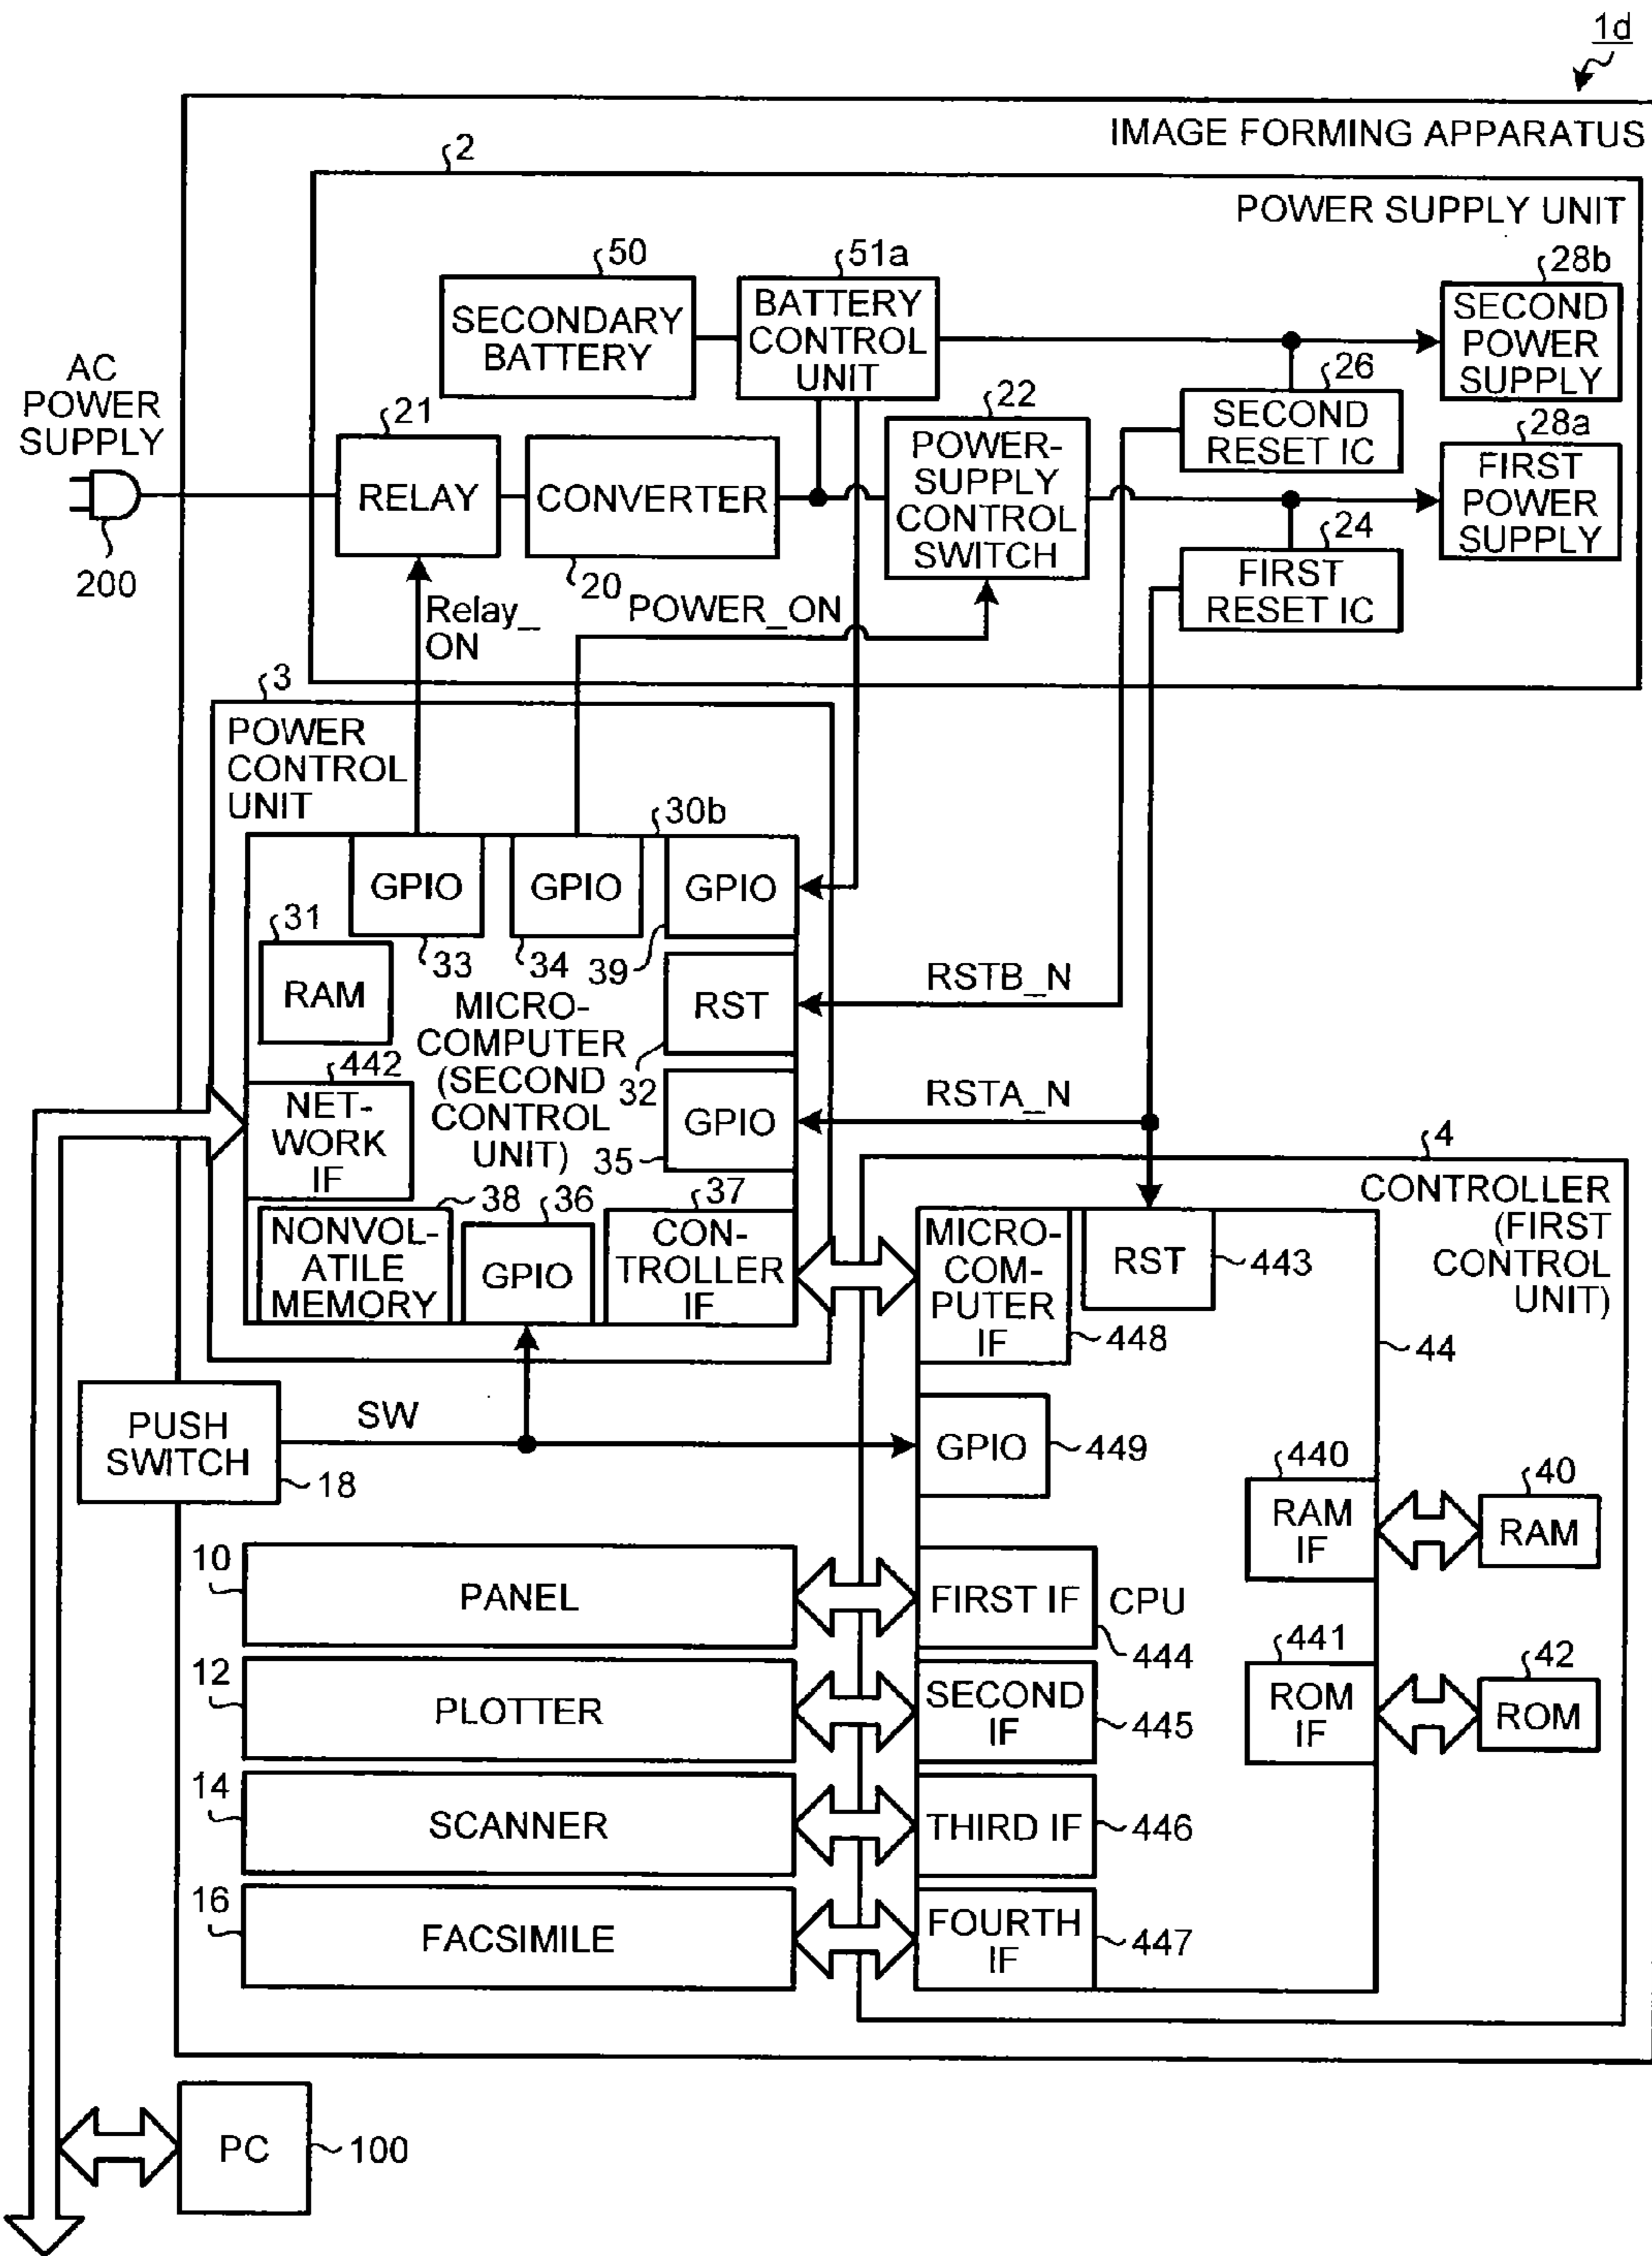 1d
IMAGE FORMING APPARATUS
2
POWER SUPPLY UNIT
50
SECONDARY
BATTERY
51a
BATTERY
CONTROL
UNIT
28b
SECOND
POWER
SUPPLY
26
SECOND
RESET IC
AC
POWER
SUPPLY
200
21
RELAY
CONVERTER
20
22
POWER-
SUPPLY
CONTROL
SWITCH
28a
FIRST
POWER
SUPPLY
24
FIRST
RESET IC
Relay_
ON
POWER_ON
3
POWER
CONTROL
UNIT
30b
GPIO
33
GPIO
34
GPIO
39
31
RAM
MICRO-
COMPUTER
(SECOND
CONTROL
UNIT)
RST
32
RSTB_N
442
NET-
WORK
IF
GPIO
35
RSTA_N
38
NONVOL-
ATILE
MEMORY
36
GPIO
37
CON-
TROLLER
IF
4
CONTROLLER
(FIRST
CONTROL
UNIT)
MICRO-
COM-
PUTER
IF
448
RST
443
44
PUSH
SWITCH
18
SW
GPIO
449
440
RAM
IF
40
RAM
10
PANEL
FIRST IF
444
CPU
441
ROM
IF
42
ROM
12
PLOTTER
SECOND
IF
445
14
SCANNER
THIRD IF
446
16
FACSIMILE
FOURTH
IF
447
PC
100